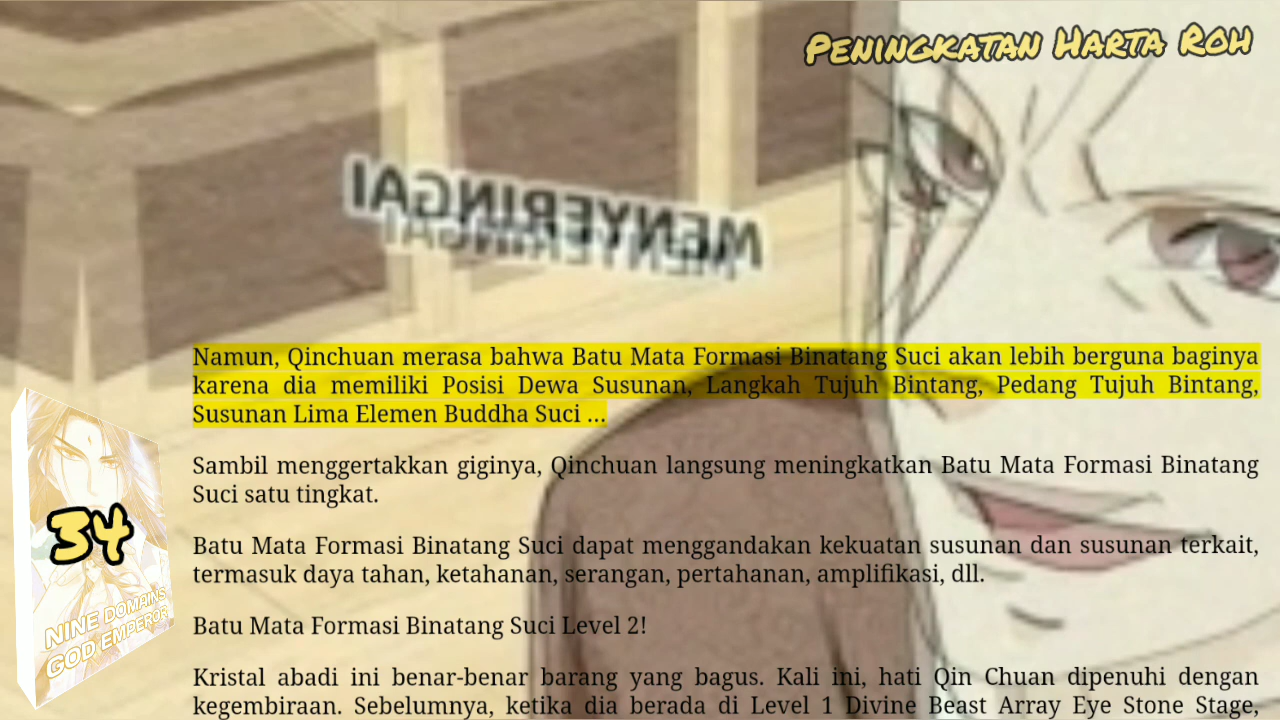 Peningkatan Harta Roh
MENYERINGAI
MENYERINGAI
Namun, Qinchuan merasa bahwa Batu Mata Formasi Binatang Suci akan lebih berguna baginya
karena dia memiliki Posisi Dewa Susunan, Langkah Tujuh Bintang, Pedang Tujuh Bintang,
Susunan Lima Elemen Buddha Suci ...
Sambil menggertakkan giginya, Qinchuan langsung meningkatkan Batu Mata Formasi Binatang
Suci satu tingkat.
Batu Mata Formasi Binatang Suci dapat menggandakan kekuatan susunan dan susunan terkait,
termasuk daya tahan, ketahanan, serangan, pertahanan, amplifikasi, dll.
Batu Mata Formasi Binatang Suci Level 2!
Kristal abadi ini benar-benar barang yang bagus. Kali ini, hati Qin Chuan dipenuhi dengan
kegembiraan. Sebelumnya, ketika dia berada di Level 1 Divine Beast Array Eye Stone Stage,
34
NINE DOMAINS
GOD EMPEROR